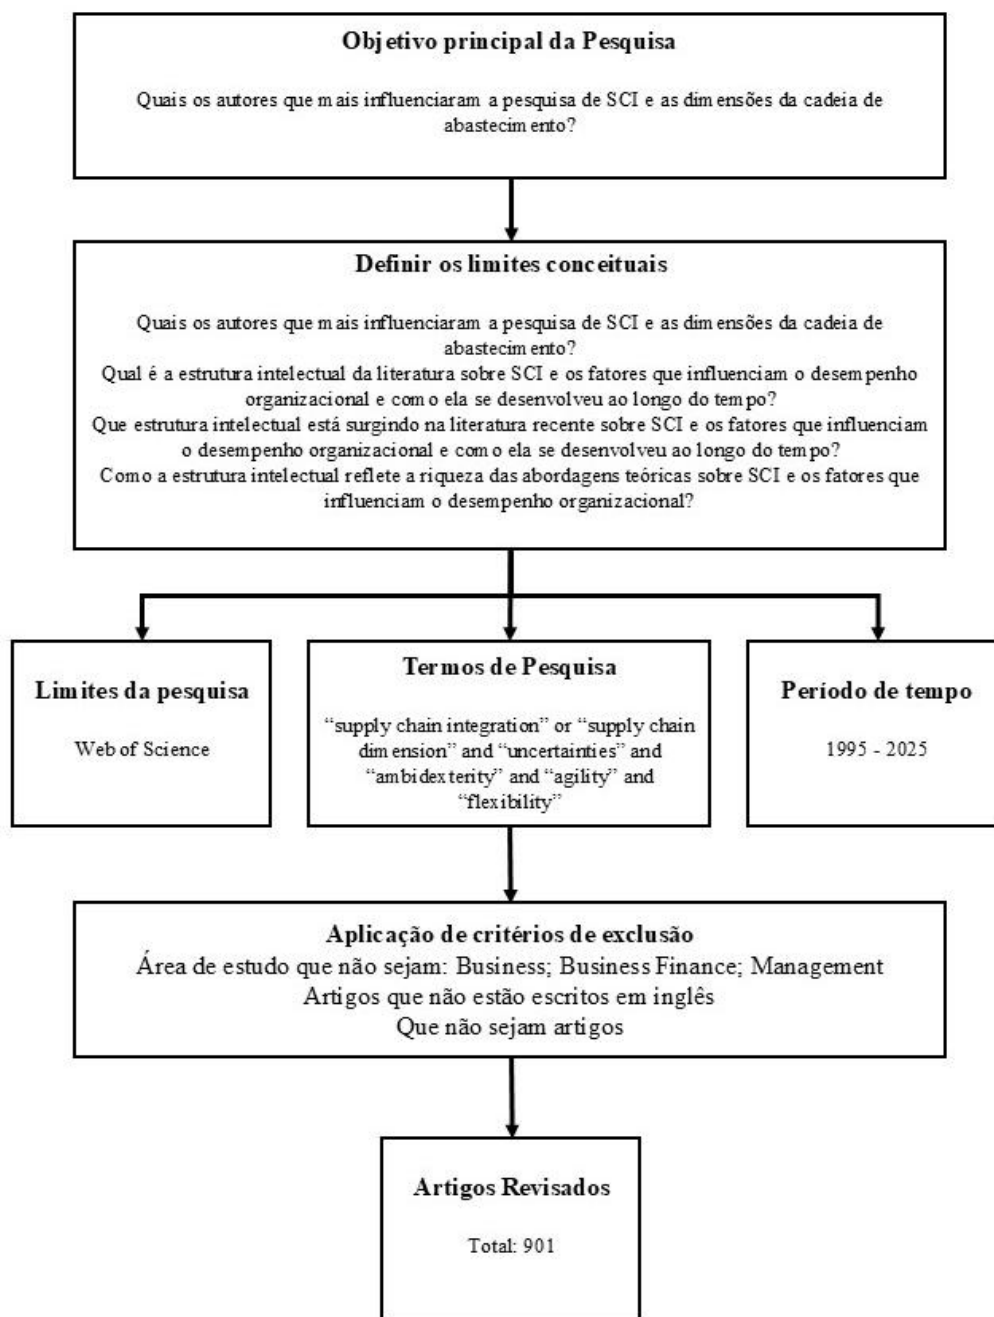 Objetivo principal da Pesquisa
Quais os autores que mais influenciaram a pesquisa de SCI e as dimensões da cadeia de
abastecimento?
Definir os limites conceituais
Quais os autores que mais influenciaram a pesquisa de SCI e as dimensões da cadeia de
abastecimento?
Qual é a estrutura intelectual da literatura sobre SCI e os fatores que influenciam o desempenho
organizacional e como ela se desenvolveu ao longo do tempo?
Que estrutura intelectual está surgindo na literatura recente sobre SCI e os fatores que influenciam
o desempenho organizacional e como ela se desenvolveu ao longo do tempo?
Como a estrutura intelectual reflete a riqueza das abordagens teóricas sobre SCI e os fatores que
influenciam o desempenho organizacional?
Limites da pesquisa
Web of Science
Termos de Pesquisa
“supply chain integration” or “supply chain
dimension” and “uncertainties” and
“ambidexterity” and “agility” and
“flexibility”
Período de tempo
1995 - 2025
Aplicação de critérios de exclusão
Área de estudo que não sejam: Business; Business Finance; Management
Artigos que não estão escritos em inglês
Que não sejam artigos
Artigos Revisados
Total: 901